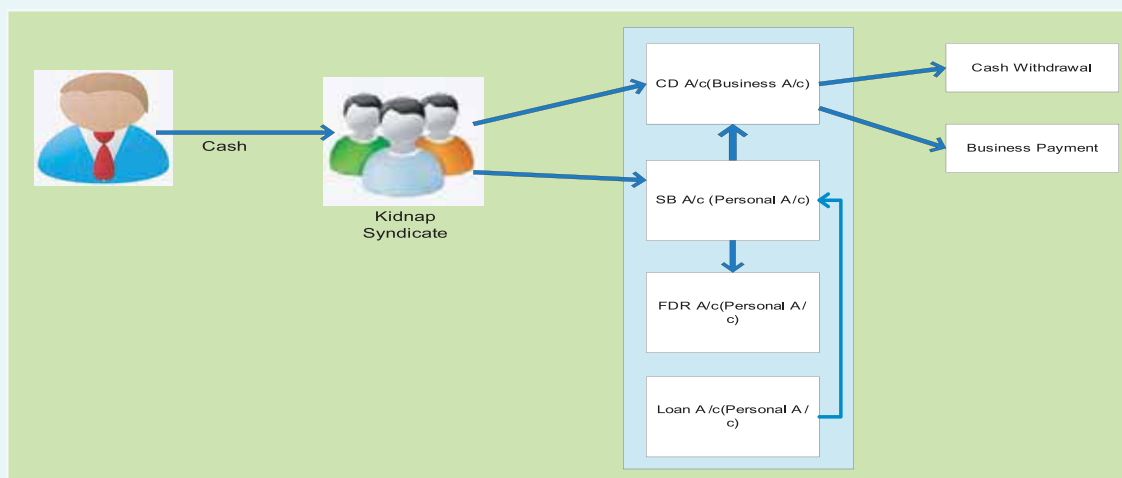 Cash
Kidnap
Syndicate
CD A/c(Business A/c)
SB A/c (Personal A/c)
FDR A/c(Personal A/
c)
Loan A/c(Personal A/
c)
Cash Withdrawal
Business Payment